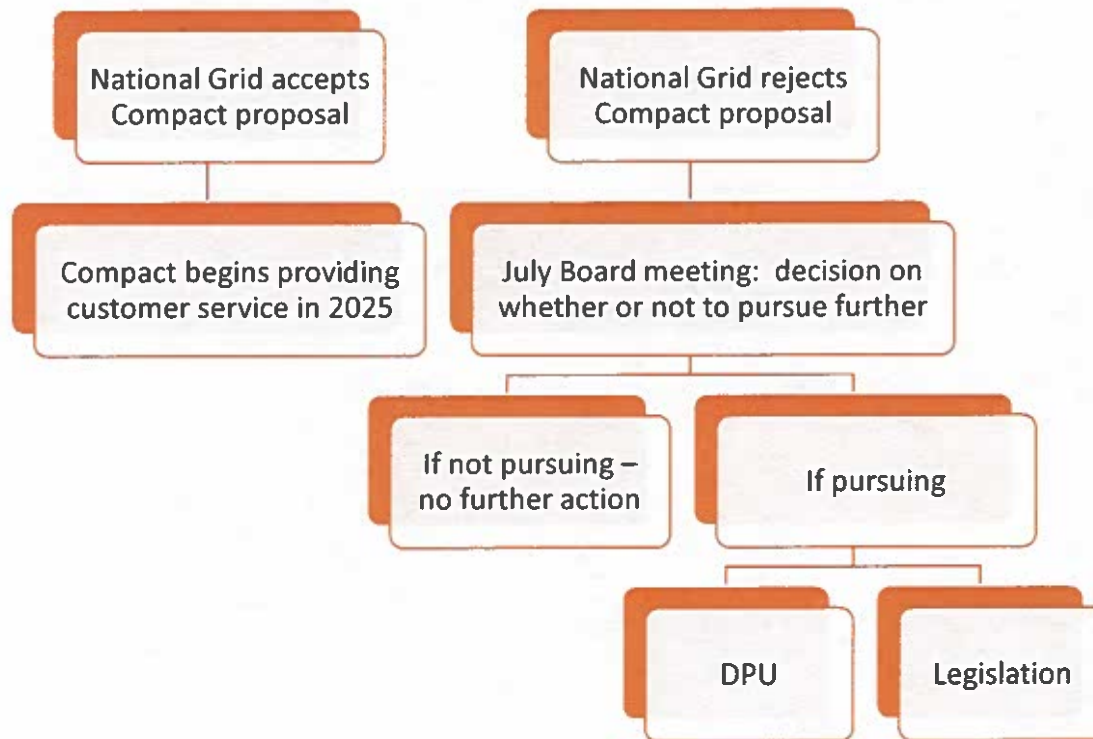 National Grid accepts
Compact proposal
National Grid rejects
Compact proposal
Compact begins providing
customer service in 2025
July Board meeting:  decision on
whether or not to pursue further
If not pursuing –
no further action
If pursuing
DPU
Legislation